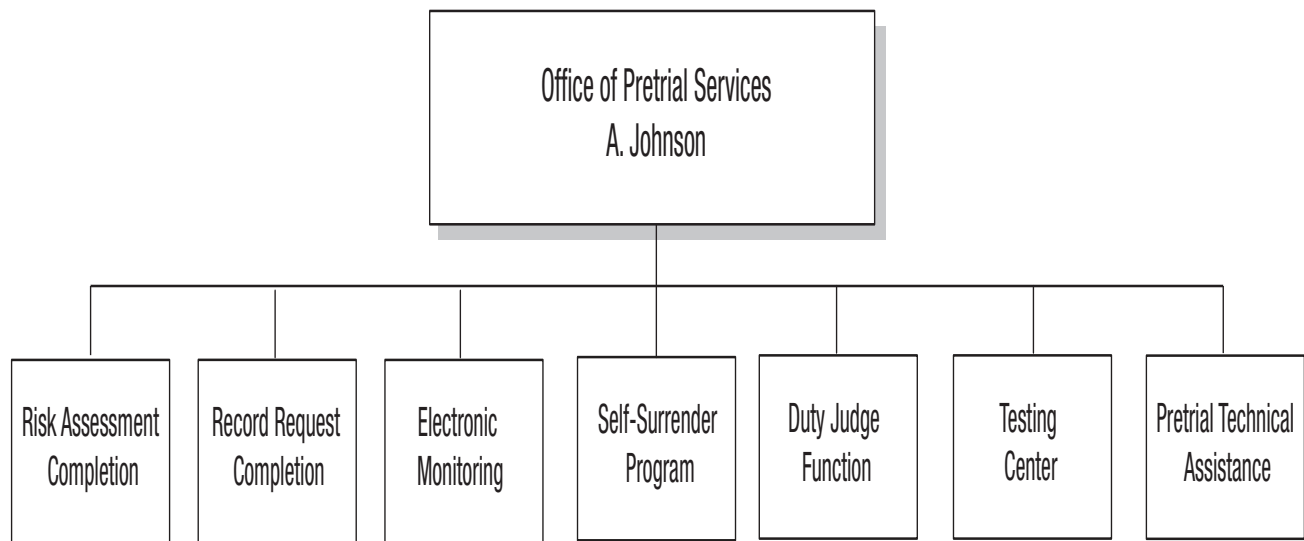 Office of Pretrial Services
A. Johnson
Risk Assessment
Completion
Record Request
Completion
Electronic
Monitoring
Self-Surrender
Program
Duty Judge
Function
Testing
Center
Pretrial Technical
Assistance